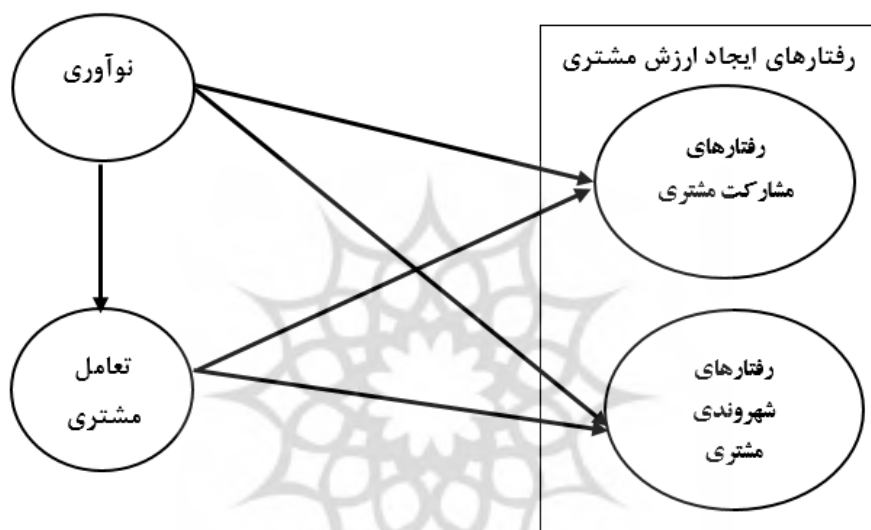 نوآوری
رفتارهای ایجاد ارزش مشتری
رفتارهای
مشارکت مشتری
تعامل
مشتری
رفتارهای
شهروندی
مشتری